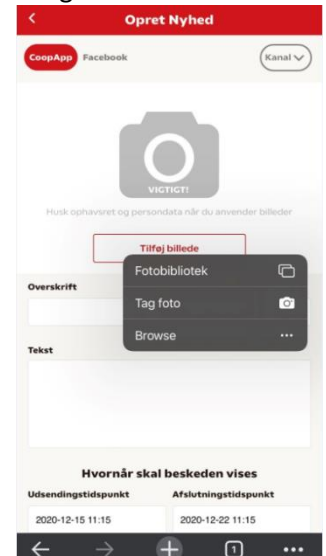 Opret Nyhed
CoopApp Facebook Kanal
VIGTIGT!
Husk ophavsret og persondata når du anvender billeder
Tilføj billede
Fotobibliotek
Overskrift
Tag foto
Browse
Tekst
Hvornår skal beskeden vises
Udsendingstidspunkt Afslutningstidspunkt
2020-12-15 11:15 2020-12-22 11:15
1